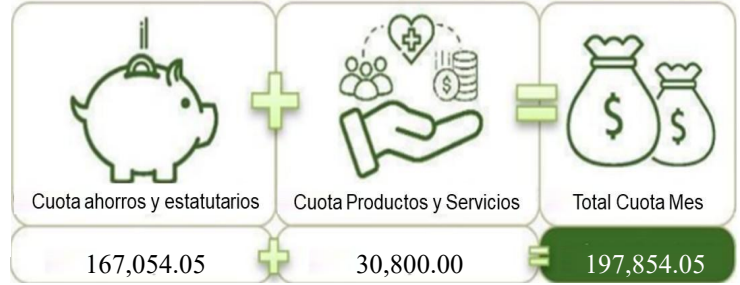 Cuota ahorros y estatutarios
Cuota Productos y Servicios
Total Cuota Mes
167,054.05
30,800.00
197,854.05